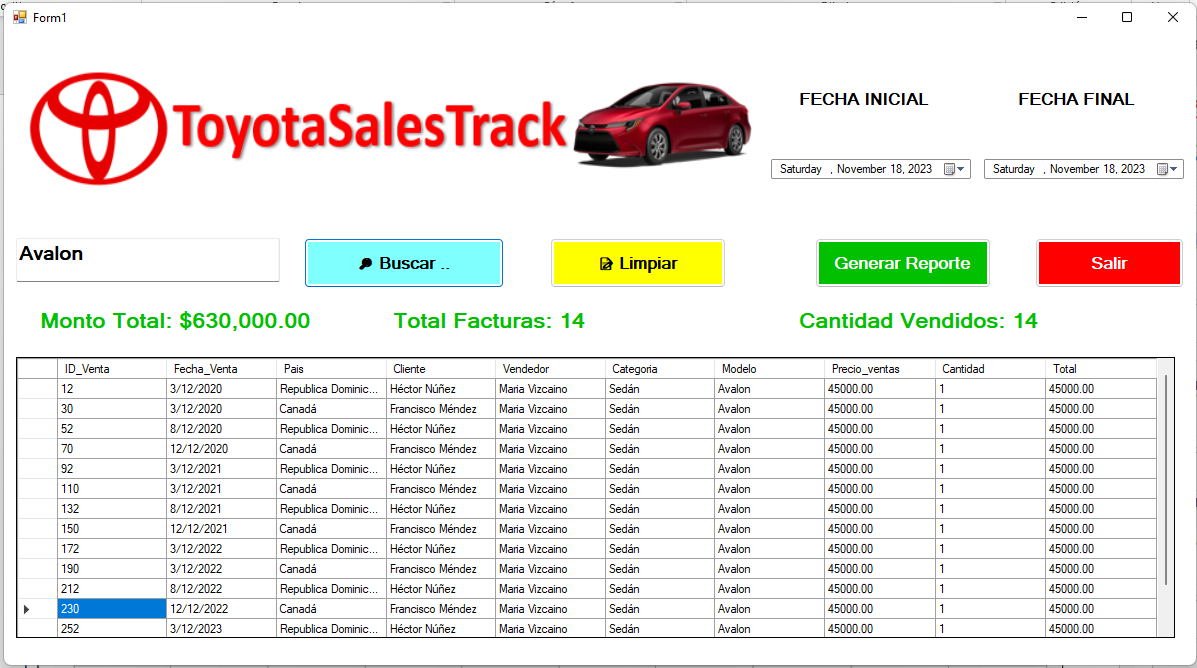 Form1
ToyotaSalesTrack
FECHA INICIAL FECHA FINAL
Saturday , November 18, 2023 Saturday , November 18, 2023
Avalon Buscar .. Limpiar Generar Reporte Salir
Monto Total: $630,000.00 Total Facturas: 14 Cantidad Vendidos: 14
ID_Venta Fecha_Venta Pais Cliente Vendedor Categoria Modelo Precio_ventas Cantidad Total
12 3/12/2020 Republica Dominic... Héctor Núñez Maria Vizcaino Sedán Avalon 45000.00 1 45000.00
30 3/12/2020 Canadá Francisco Méndez Maria Vizcaino Sedán Avalon 45000.00 1 45000.00
52 8/12/2020 Republica Dominic... Héctor Núñez Maria Vizcaino Sedán Avalon 45000.00 1 45000.00
70 12/12/2020 Canadá Francisco Méndez Maria Vizcaino Sedán Avalon 45000.00 1 45000.00
92 3/12/2021 Republica Dominic... Héctor Núñez Maria Vizcaino Sedán Avalon 45000.00 1 45000.00
110 3/12/2021 Canadá Francisco Méndez Maria Vizcaino Sedán Avalon 45000.00 1 45000.00
132 8/12/2021 Republica Dominic... Héctor Núñez Maria Vizcaino Sedán Avalon 45000.00 1 45000.00
150 12/12/2021 Canadá Francisco Méndez Maria Vizcaino Sedán Avalon 45000.00 1 45000.00
172 3/12/2022 Republica Dominic... Héctor Núñez Maria Vizcaino Sedán Avalon 45000.00 1 45000.00
190 3/12/2022 Canadá Francisco Méndez Maria Vizcaino Sedán Avalon 45000.00 1 45000.00
212 8/12/2022 Republica Dominic... Héctor Núñez Maria Vizcaino Sedán Avalon 45000.00 1 45000.00
230 12/12/2022 Canadá Francisco Méndez Maria Vizcaino Sedán Avalon 45000.00 1 45000.00
252 3/12/2023 Republica Dominic... Héctor Núñez Maria Vizcaino Sedán Avalon 45000.00 1 45000.00